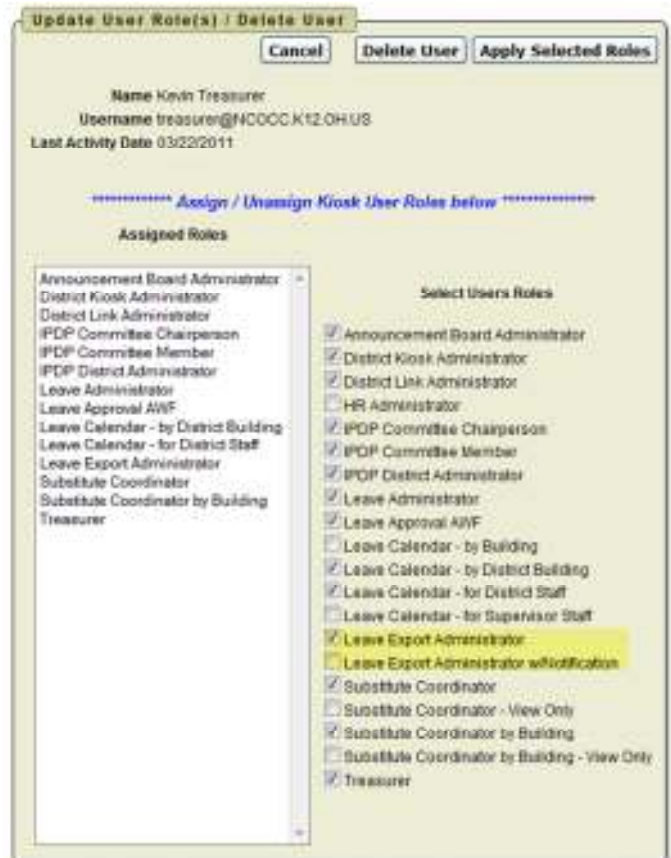 Update User Role(s) / Delete User
Cancel Delete User Apply Selected Roles
Name Kevin Treasurer
Username treasurer@NCOCC.K12.OH.US
Last Activity Date 03/22/2011
************* Assign / Unassign Kiosk User Roles below ***************
Assigned Roles
Announcement Board Administrator
District Kiosk Administrator
District Link Administrator
IPDP Committee Chairperson
IPDP Committee Member
IPDP District Administrator
Leave Administrator
Leave Approval AWF
Leave Calendar - by District Building
Leave Calendar - for District Staff
Leave Export Administrator
Substitute Coordinator
Substitute Coordinator by Building
Treasurer
Select Users Roles
Announcement Board Administrator
District Kiosk Administrator
District Link Administrator
HR Administrator
IPDP Committee Chairperson
IPDP Committee Member
IPDP District Administrator
Leave Administrator
Leave Approval AWF
Leave Calendar - by Building
Leave Calendar - by District Building
Leave Calendar - for District Staff
Leave Calendar - for Supervisor Staff
Leave Export Administrator
Leave Export Administrator w/Notification
Substitute Coordinator
Substitute Coordinator - View Only
Substitute Coordinator by Building
Substitute Coordinator by Building - View Only
Treasurer